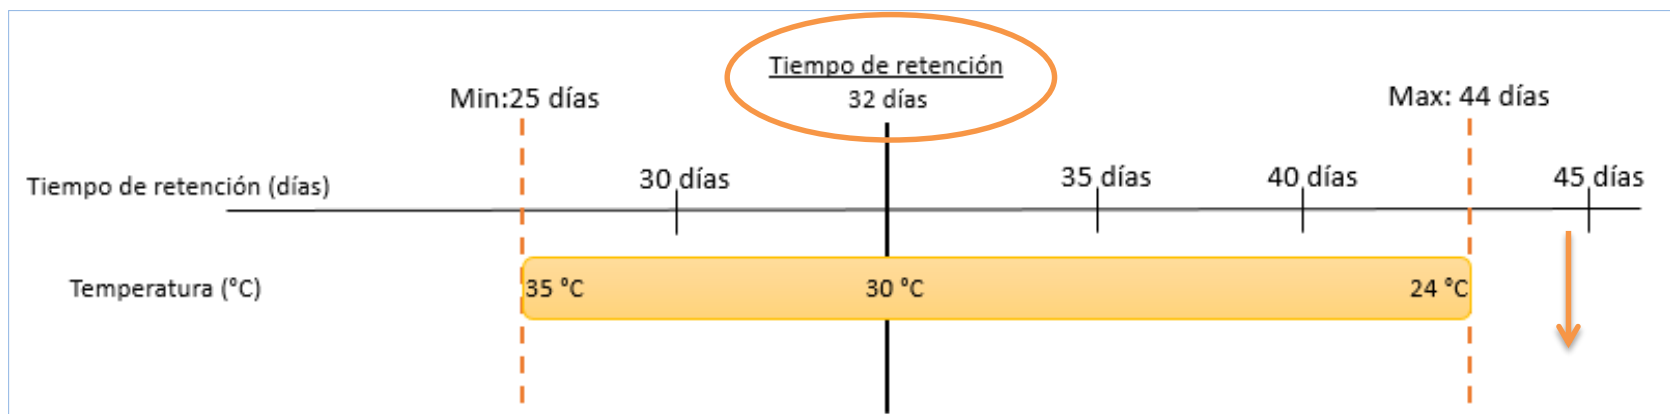 Tiempo de retención
32 días
Min:25 días
Max: 44 días
Tiempo de retención (días)
30 días
35 días
40 días
45 días
Temperatura (°C)
35 °C
30 °C
24 °C